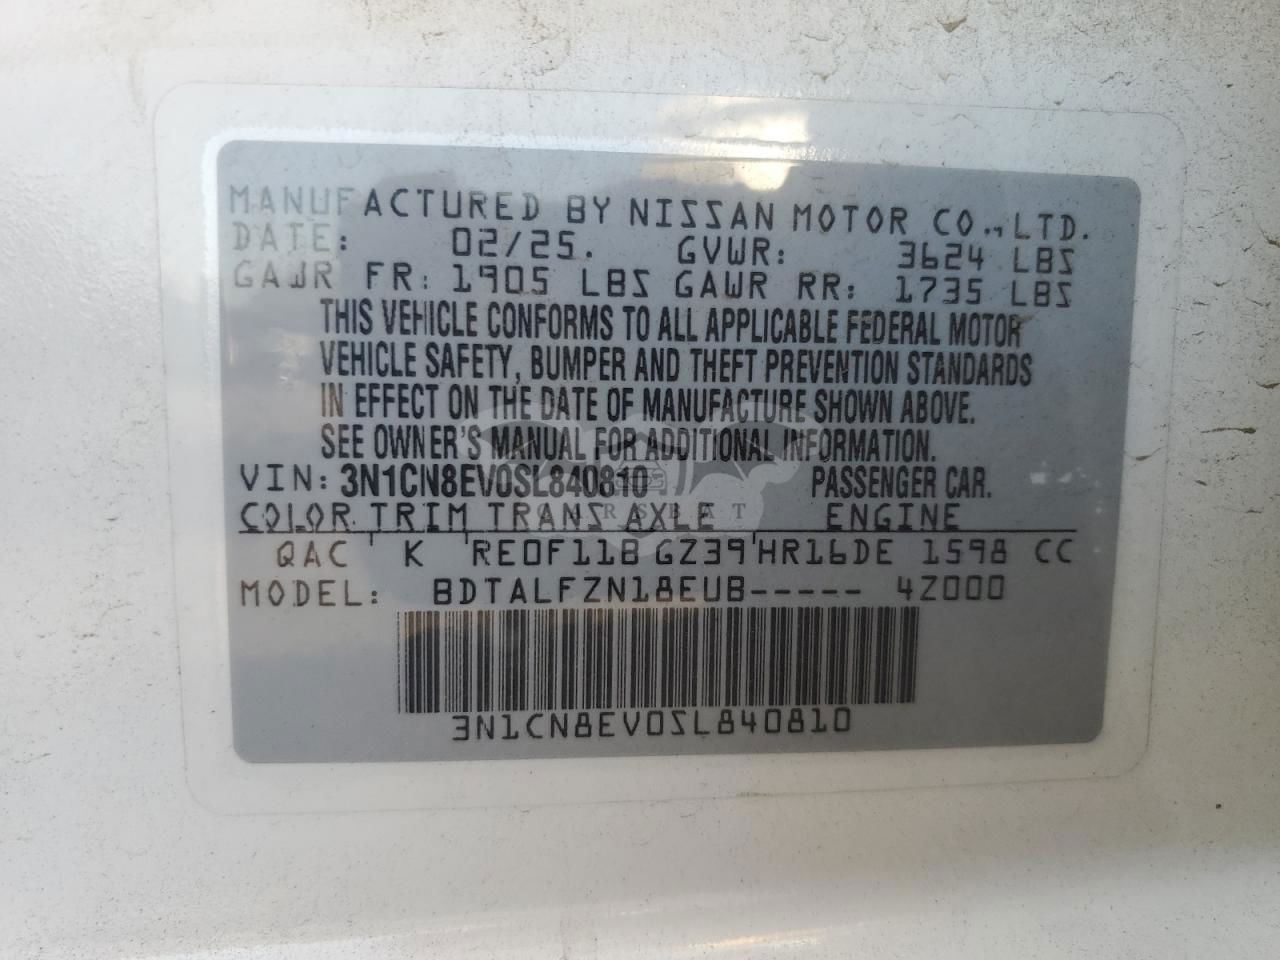 MANUFACTURED BY NISSAN MOTOR CO., LTD.
DATE: 02/25. GVWR: 3624 LBS
GAWR FR: 1905 LBS GAWR RR: 1735 LBS
THIS VEHICLE CONFORMS TO ALL APPLICABLE FEDERAL MOTOR
VEHICLE SAFETY, BUMPER AND THEFT PREVENTION STANDARDS
IN EFFECT ON THE DATE OF MANUFACTURE SHOWN ABOVE.
SEE OWNER'S MANUAL FOR ADDITIONAL INFORMATION.
VIN: 3N1CN8EV0SL840810 PASSENGER CAR.
CARSBAT
COLOR TRIM TRANS AXLE ENGINE
QAC K RE0F11B GZ39 HR16DE 1598 CC
MODEL: BDTALFZN18EUB----- 4Z000
3N1CN8EV0SL840810